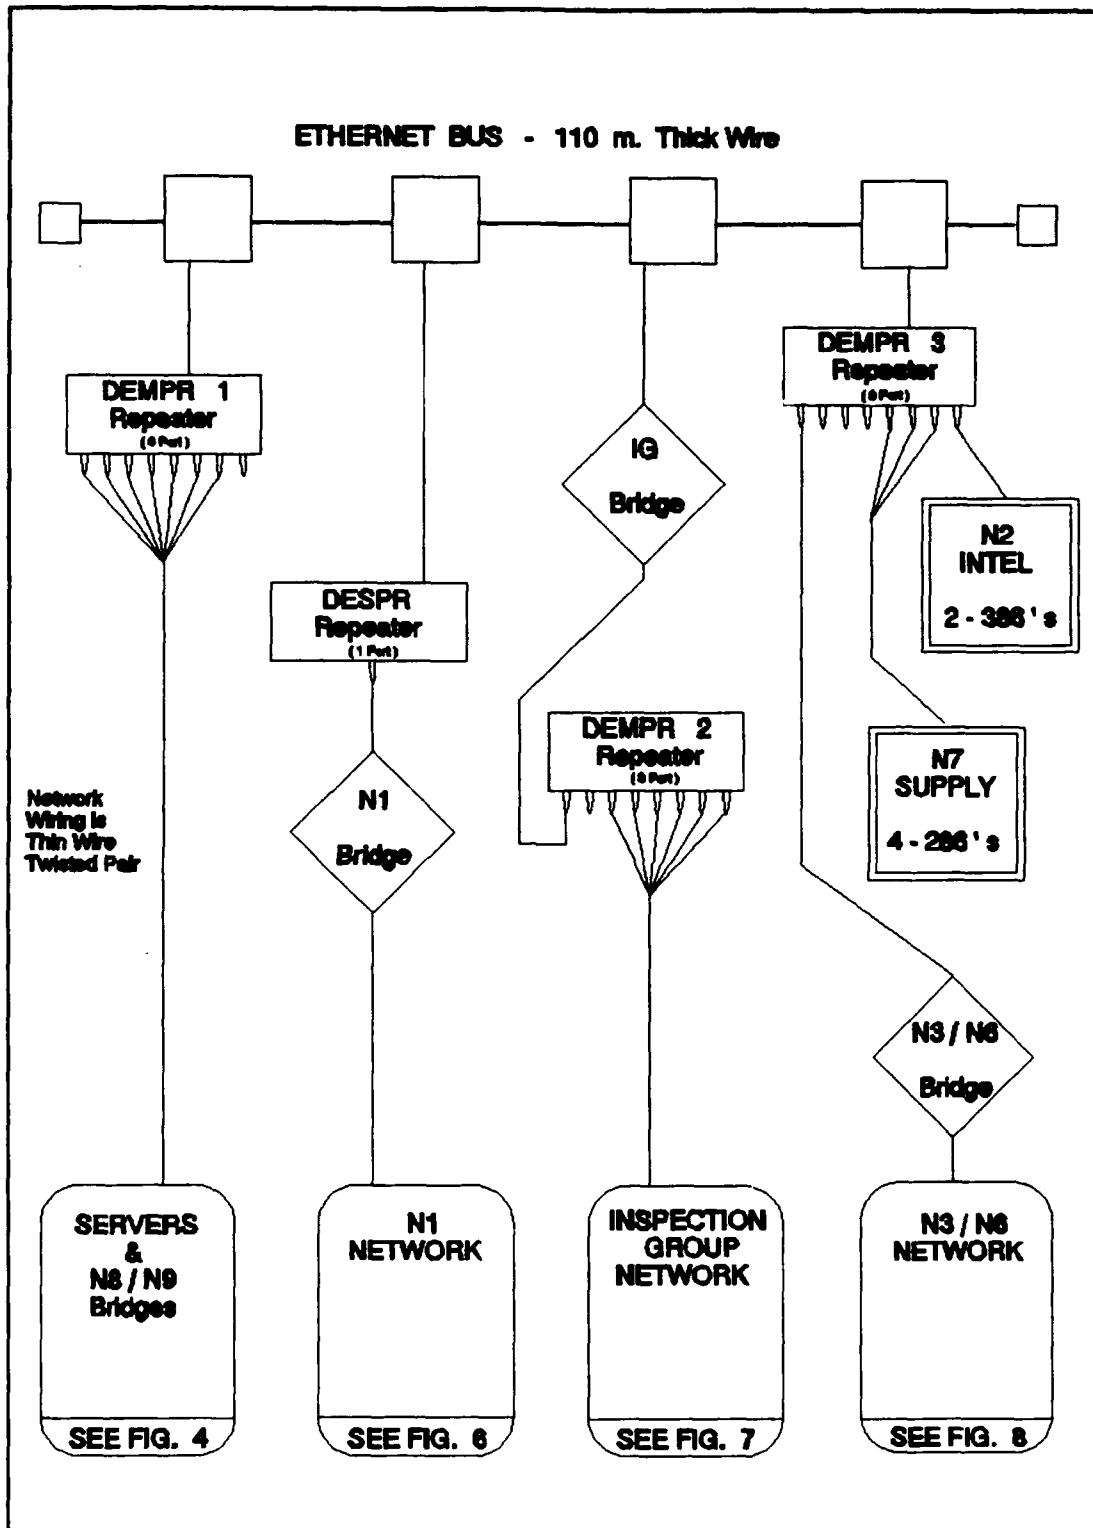 ETHERNET BUS - 110 m. Thick Wire
DEMPR 1
Repeater
(8 Port)
DESPR
Repeater
(1 Port)
IG
Bridge
DEMPR 3
Repeater
(8 Port)
N2
INTEL
2 - 386's
DEMPR 2
Repeater
(8 Port)
N7
SUPPLY
4 - 286's
N1
Bridge
Network
Wiring is
Thin Wire
Twisted Pair
N3 / N6
Bridge
SERVERS
&
N8 / N9
Bridges
SEE FIG. 4
N1
NETWORK
SEE FIG. 6
INSPECTION
GROUP
NETWORK
SEE FIG. 7
N3 / N6
NETWORK
SEE FIG. 8